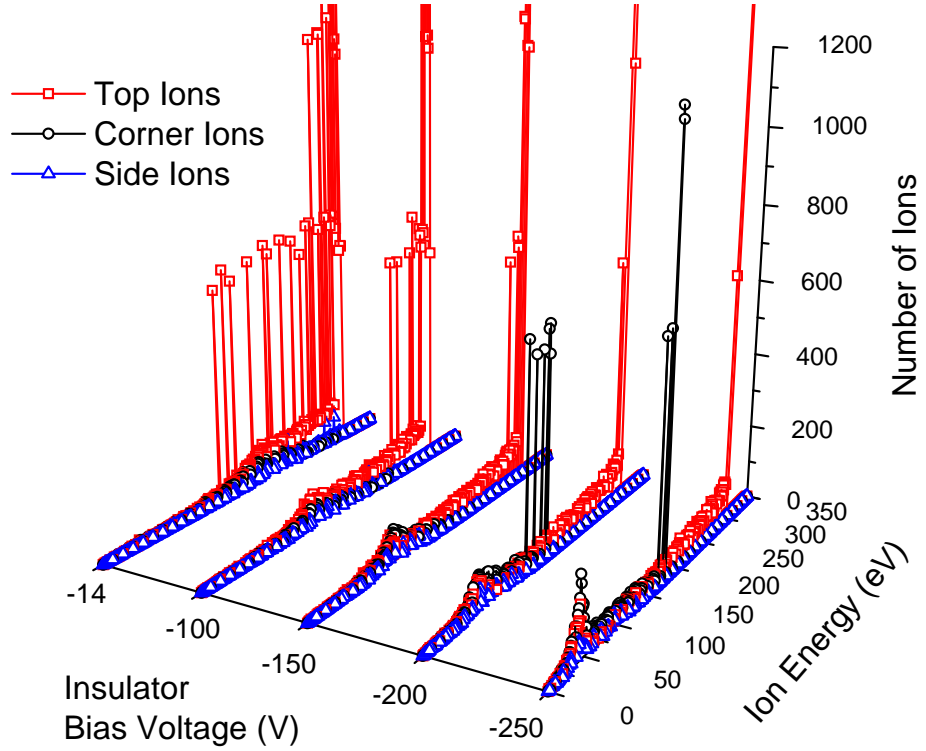 Top Ions
Corner Ions
Side Ions
1200
1000
800
600
400
200
0
Number of Ions
350
300
250
200
150
100
50
0
Ion Energy (eV)
-14
-100
-150
-200
-250
Insulator
Bias Voltage (V)